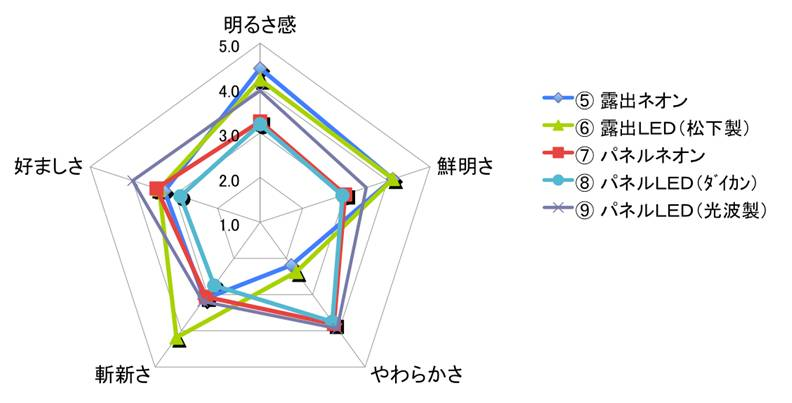 明るさ感
5.0
4.0
3.0
2.0
1.0
鮮明さ
やわらかさ
斬新さ
好ましさ
⑤ 露出ネオン
⑥ 露出LED(松下製)
⑦ パネルネオン
⑧ パネルLED(ﾀﾞｲｶﾝ)
⑨ パネルLED(光波製)